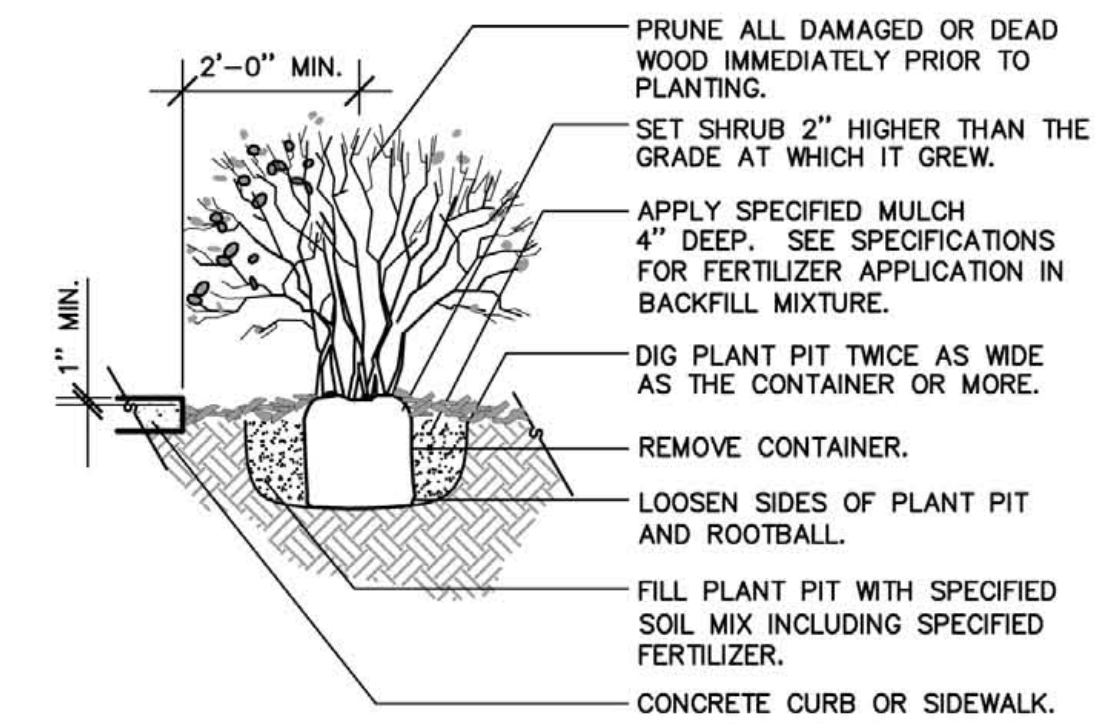 2'-0" MIN.
1" MIN.
PRUNE ALL DAMAGED OR DEAD
WOOD IMMEDIATELY PRIOR TO
PLANTING.
SET SHRUB 2" HIGHER THAN THE
GRADE AT WHICH IT GREW.
APPLY SPECIFIED MULCH
4" DEEP. SEE SPECIFICATIONS
FOR FERTILIZER APPLICATION IN
BACKFILL MIXTURE.
DIG PLANT PIT TWICE AS WIDE
AS THE CONTAINER OR MORE.
REMOVE CONTAINER.
LOOSEN SIDES OF PLANT PIT
AND ROOTBALL.
FILL PLANT PIT WITH SPECIFIED
SOIL MIX INCLUDING SPECIFIED
FERTILIZER.
CONCRETE CURB OR SIDEWALK.